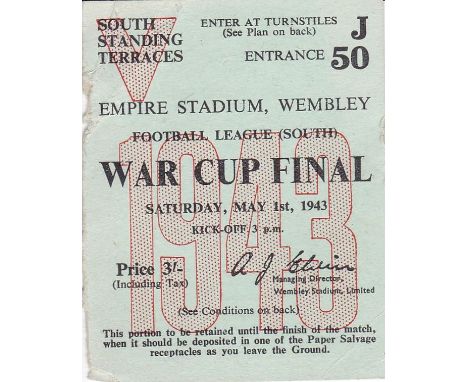 SOUTH
STANDING
TERRACES
V
ENTER AT TURNSTILES
(See Plan on back)
J
ENTRANCE 50
EMPIRE STADIUM, WEMBLEY
FOOTBALL LEAGUE (SOUTH)
WAR CUP FINAL
SATURDAY, MAY 1st, 1943
KICK-OFF 3 p.m.
1943
Price 3/-
(Including Tax)
A. J. Elvin
Managing Director,
Wembley Stadium, Limited
(See Conditions on back)
This portion to be retained until the finish of the match,
when it should be deposited in one of the Paper Salvage
receptacles as you leave the Ground.